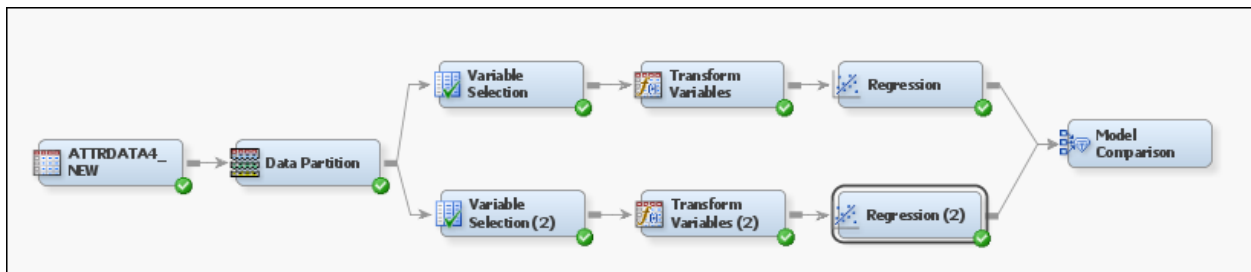 Variable
Selection
Transform
Variables
Regression
ATTRDATA4_
NEW
Data Partition
Model
Comparison
Variable
Selection (2)
Transform
Variables (2)
Regression (2)